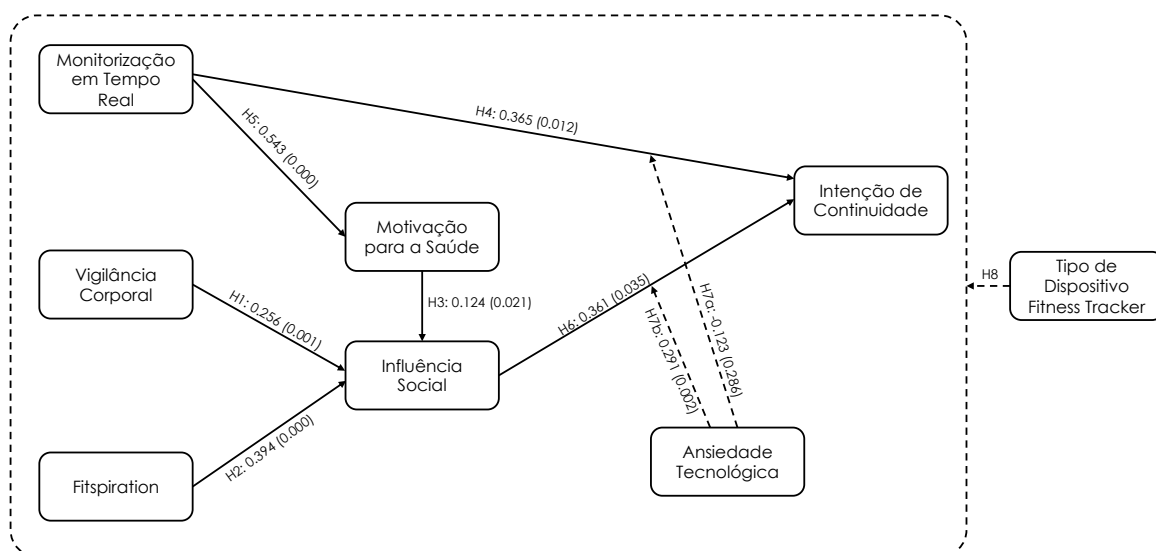 Monitorização
em Tempo
Real
H4: 0.365 (0.012)
H5: 0.543 (0.000)
Intenção de
Continuidade
Motivação
para a Saúde
Vigilância
Corporal
H8
Tipo de
Dispositivo
Fitness Tracker
H1: 0.256 (0.001)
H3: 0.124 (0.021)
H6: 0.361 (0.035)
H7a: -0.123 (0.286)
H7b: 0.291 (0.002)
Influência
Social
H2: 0.394 (0.000)
Ansiedade
Tecnológica
Fitspiration